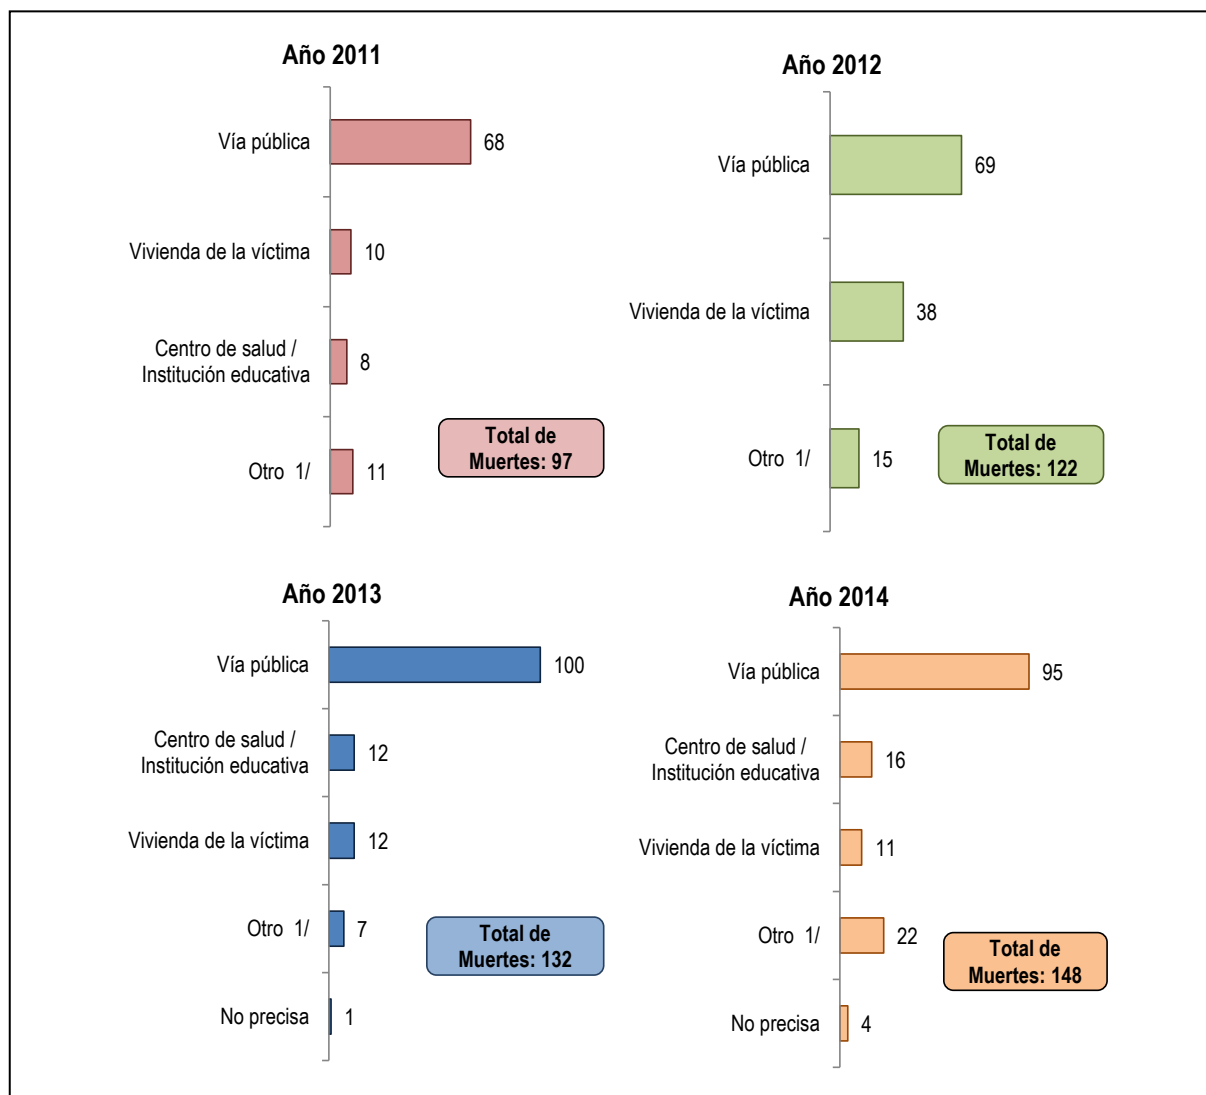 Año 2011
Vía pública
68
Vivienda de la víctima
10
Centro de salud /
Institución educativa
8
Otro 1/
11
Total de
Muertes: 97
Año 2012
Vía pública
69
Vivienda de la víctima
38
Otro 1/
15
Total de
Muertes: 122
Año 2013
Vía pública
100
Centro de salud /
Institución educativa
12
Vivienda de la víctima
12
Otro 1/
7
No precisa
1
Total de
Muertes: 132
Año 2014
Vía pública
95
Centro de salud /
Institución educativa
16
Vivienda de la víctima
11
Otro 1/
22
No precisa
4
Total de
Muertes: 148